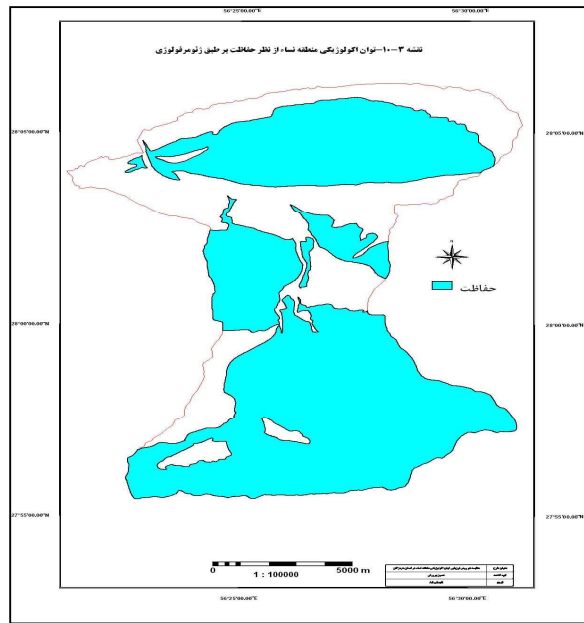 56°25'00.00"E 56°30'00.00"E
نقشه ۳-۱۰-توان اکولوژیکی منطقه نساء از نظر حفاظت بر طبق ژئومرفولوژی
28°05'00.00"N 28°05'00.00"N
N
حفاظت
28°00'00.00"N 28°00'00.00"N
27°55'00.00"N 27°55'00.00"N
0 5000 m
1 : 100000
56°25'00.00"E 56°30'00.00"E